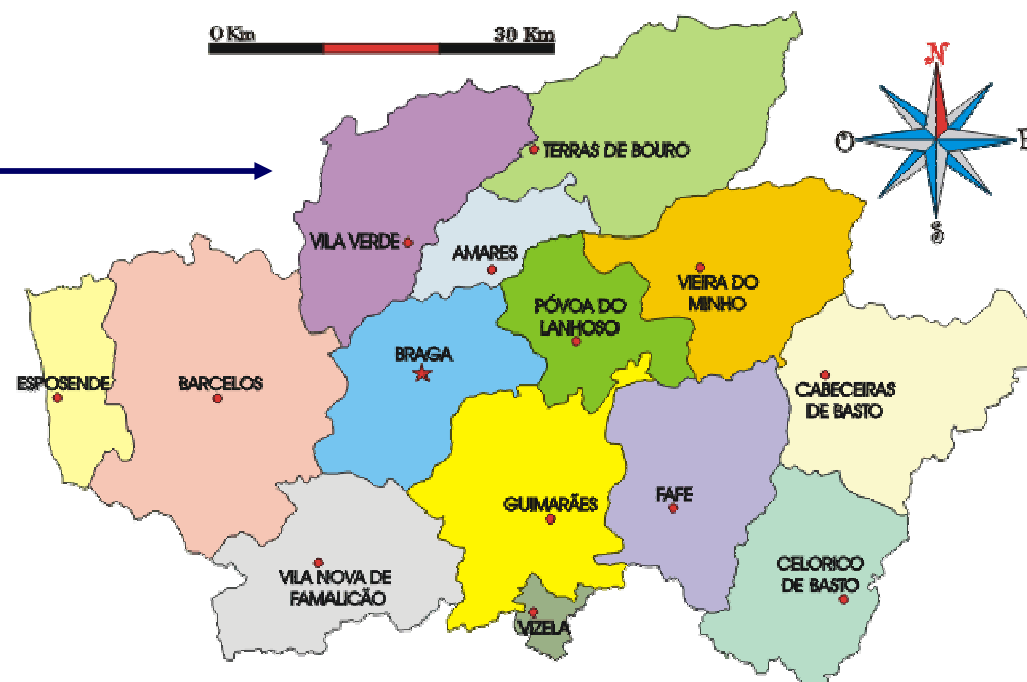 0 Km 30 Km
N
O E
S
TERRAS DE BOURO
VILA VERDE
AMARES
VIEIRA DO
MINHO
PÓVOA DO
LANHOSO
BRAGA
ESPOSENDE
BARCELOS
CABECEIRAS
DE BASTO
GUIMARÃES
FAFE
CELORICO
DE BASTO
VILA NOVA DE
FAMALICÃO
VIZELA